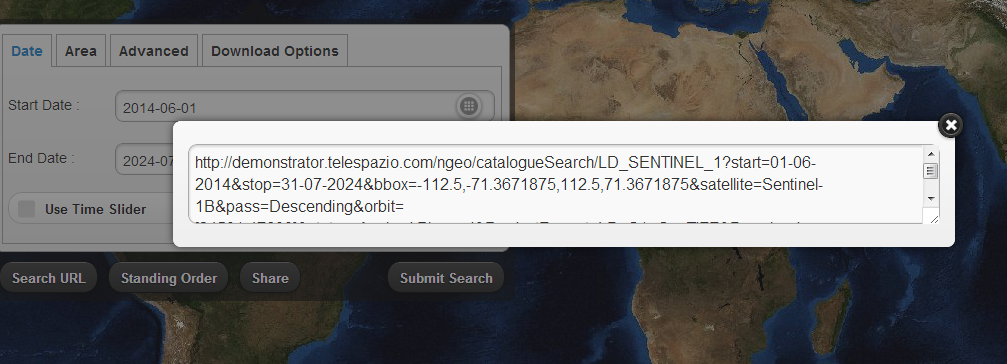 Date Area Advanced Download Options
Start Date : 2014-06-01
http://demonstrator.telespazio.com/ngeo/catalogueSearch/LD_SENTINEL_1?start=01-06-
2014&stop=31-07-2024&bbox=-112.5,-71.3671875,112.5,71.3671875&satellite=Sentinel-
1B&pass=Descending&orbit=
End Date : 2024-07
Use Time Slider
Search URL Standing Order Share Submit Search